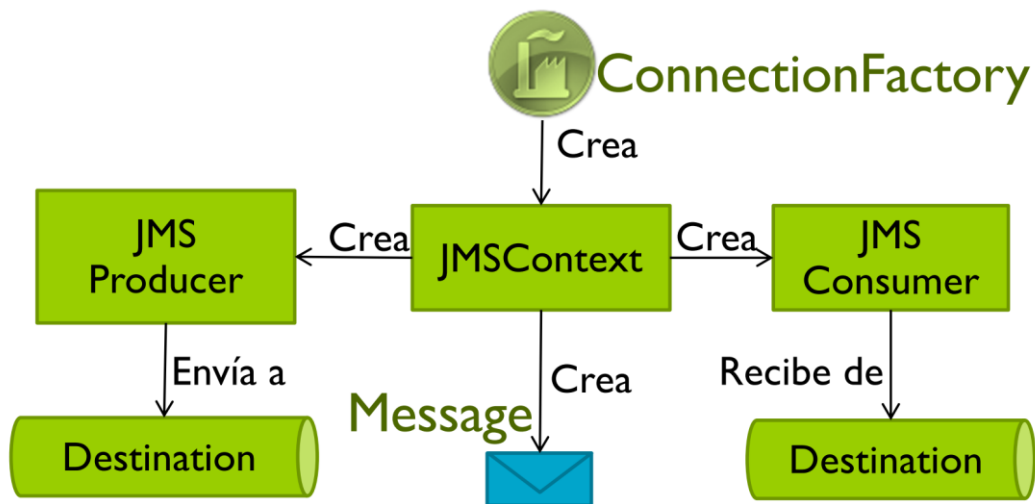 ConnectionFactory
Crea
JMS
Producer
Crea
JMSContext
Crea
JMS
Consumer
Envía a
Crea
Recibe de
Message
Destination
Destination